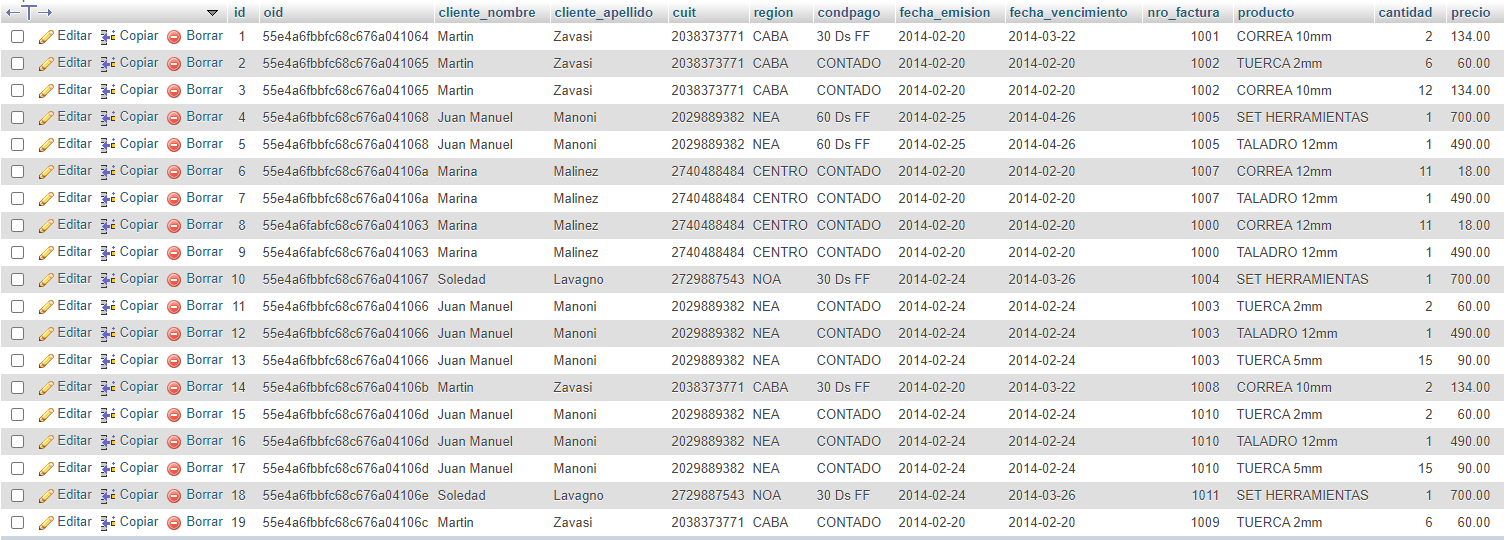 id oid cliente_nombre cliente_apellido cuit region condpago fecha_emision fecha_vencimiento nro_factura producto cantidad precio
Editar Copiar Borrar 1 55e4a6fbbfc68c676a041064 Martin Zavasi 2038373771 CABA 30 Ds FF 2014-02-20 2014-03-22 1001 CORREA 10mm 2 134.00
Editar Copiar Borrar 2 55e4a6fbbfc68c676a041065 Martin Zavasi 2038373771 CABA CONTADO 2014-02-20 2014-02-20 1002 TUERCA 2mm 6 60.00
Editar Copiar Borrar 3 55e4a6fbbfc68c676a041065 Martin Zavasi 2038373771 CABA CONTADO 2014-02-20 2014-02-20 1002 CORREA 10mm 12 134.00
Editar Copiar Borrar 4 55e4a6fbbfc68c676a041068 Juan Manuel Manoni 2029889382 NEA 60 Ds FF 2014-02-25 2014-04-26 1005 SET HERRAMIENTAS 1 700.00
Editar Copiar Borrar 5 55e4a6fbbfc68c676a041068 Juan Manuel Manoni 2029889382 NEA 60 Ds FF 2014-02-25 2014-04-26 1005 TALADRO 12mm 1 490.00
Editar Copiar Borrar 6 55e4a6fbbfc68c676a04106a Marina Malinez 2740488484 CENTRO CONTADO 2014-02-20 2014-02-20 1007 CORREA 12mm 11 18.00
Editar Copiar Borrar 7 55e4a6fbbfc68c676a04106a Marina Malinez 2740488484 CENTRO CONTADO 2014-02-20 2014-02-20 1007 TALADRO 12mm 1 490.00
Editar Copiar Borrar 8 55e4a6fabfc68c676a041063 Marina Malinez 2740488484 CENTRO CONTADO 2014-02-20 2014-02-20 1000 CORREA 12mm 11 18.00
Editar Copiar Borrar 9 55e4a6fabfc68c676a041063 Marina Malinez 2740488484 CENTRO CONTADO 2014-02-20 2014-02-20 1000 TALADRO 12mm 1 490.00
Editar Copiar Borrar 10 55e4a6fbbfc68c676a041067 Soledad Lavagno 2729887543 NOA 30 Ds FF 2014-02-24 2014-03-26 1004 SET HERRAMIENTAS 1 700.00
Editar Copiar Borrar 11 55e4a6fbbfc68c676a041066 Juan Manuel Manoni 2029889382 NEA CONTADO 2014-02-24 2014-02-24 1003 TUERCA 2mm 2 60.00
Editar Copiar Borrar 12 55e4a6fbbfc68c676a041066 Juan Manuel Manoni 2029889382 NEA CONTADO 2014-02-24 2014-02-24 1003 TALADRO 12mm 1 490.00
Editar Copiar Borrar 13 55e4a6fbbfc68c676a041066 Juan Manuel Manoni 2029889382 NEA CONTADO 2014-02-24 2014-02-24 1003 TUERCA 5mm 15 90.00
Editar Copiar Borrar 14 55e4a6fbbfc68c676a04106b Martin Zavasi 2038373771 CABA 30 Ds FF 2014-02-20 2014-03-22 1008 CORREA 10mm 2 134.00
Editar Copiar Borrar 15 55e4a6fbbfc68c676a04106d Juan Manuel Manoni 2029889382 NEA CONTADO 2014-02-24 2014-02-24 1010 TUERCA 2mm 2 60.00
Editar Copiar Borrar 16 55e4a6fbbfc68c676a04106d Juan Manuel Manoni 2029889382 NEA CONTADO 2014-02-24 2014-02-24 1010 TALADRO 12mm 1 490.00
Editar Copiar Borrar 17 55e4a6fbbfc68c676a04106d Juan Manuel Manoni 2029889382 NEA CONTADO 2014-02-24 2014-02-24 1010 TUERCA 5mm 15 90.00
Editar Copiar Borrar 18 55e4a6fbbfc68c676a04106e Soledad Lavagno 2729887543 NOA 30 Ds FF 2014-02-24 2014-03-26 1011 SET HERRAMIENTAS 1 700.00
Editar Copiar Borrar 19 55e4a6fbbfc68c676a04106c Martin Zavasi 2038373771 CABA CONTADO 2014-02-20 2014-02-20 1009 TUERCA 2mm 6 60.00